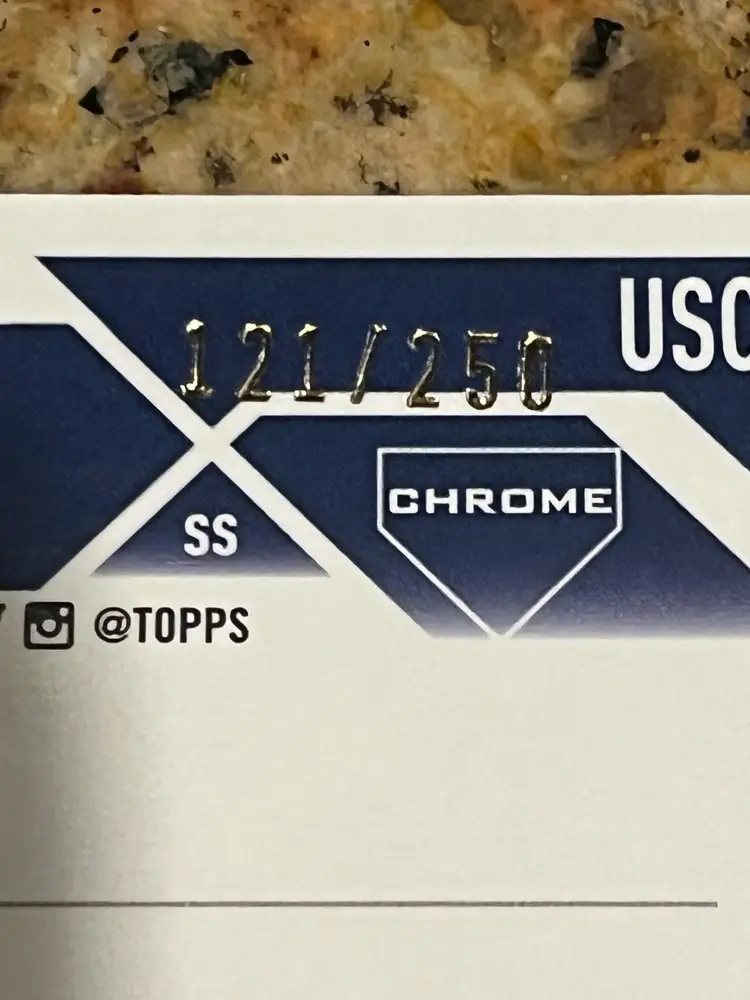 USC
121/250
CHROME
SS
@TOPPS